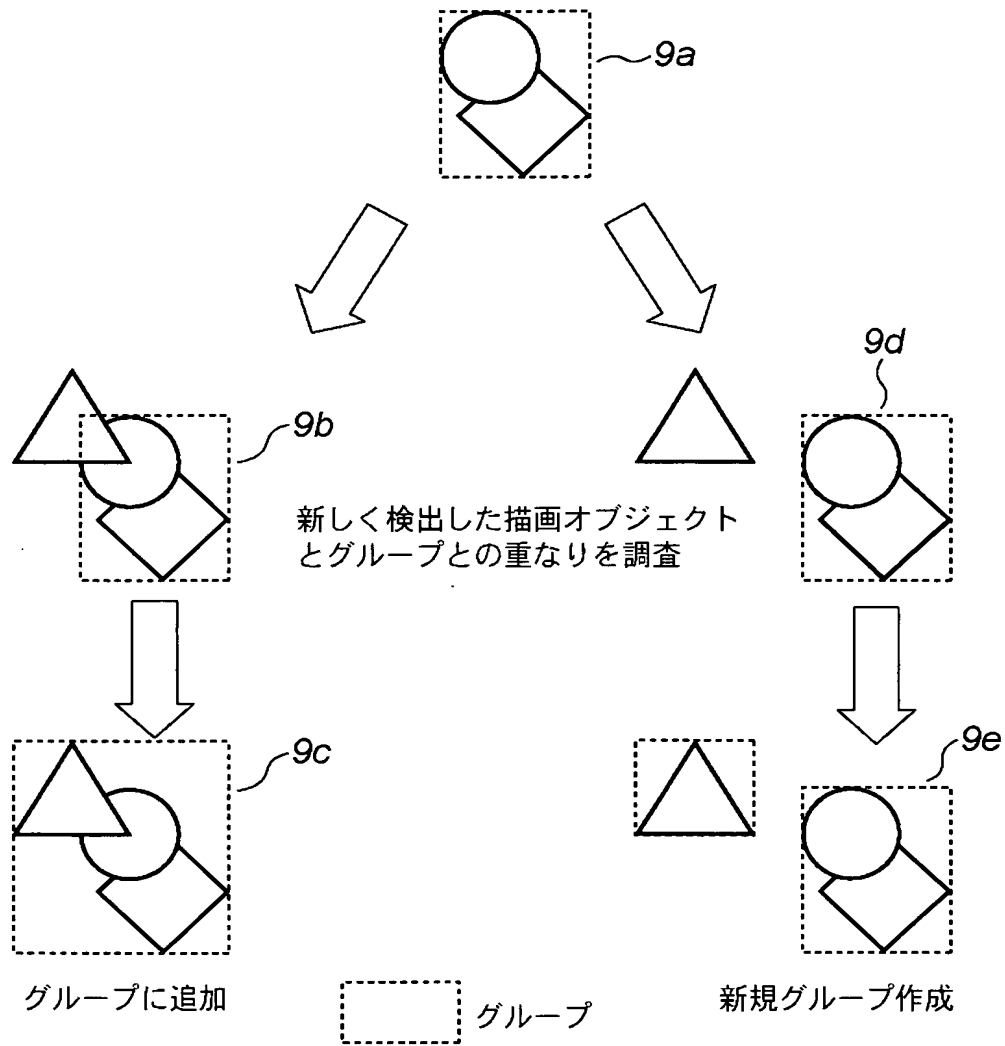 9a
9d
9b
新しく検出した描画オブジェクト
とグループとの重なりを調査
9c
9e
グループに追加
グループ
新規グループ作成